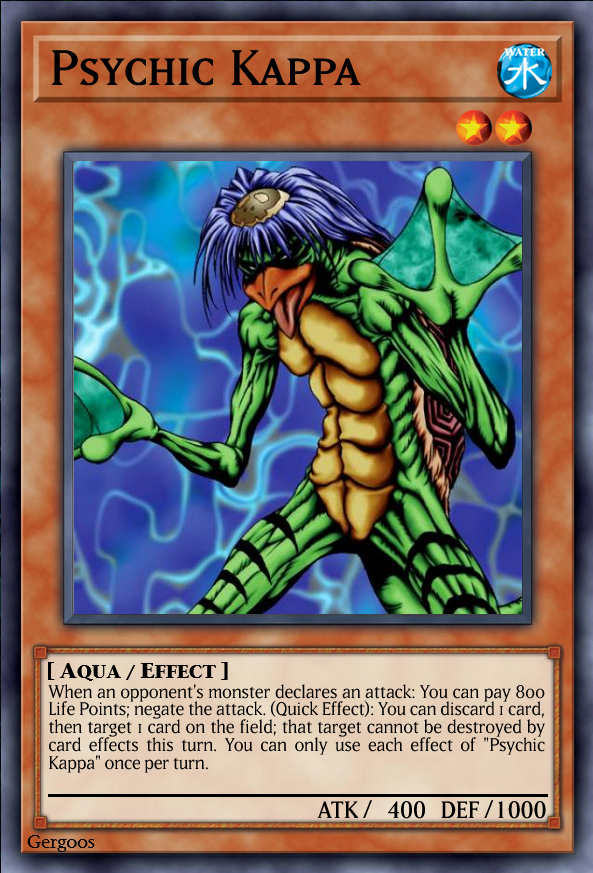 Psychic Kappa
WATER
水
[ Aqua / Effect ]
When an opponent's monster declares an attack: You can pay 800
Life Points; negate the attack. (Quick Effect): You can discard 1 card,
then target 1 card on the field; that target cannot be destroyed by
card effects this turn. You can only use each effect of "Psychic
Kappa" once per turn.
ATK / 400 DEF /1000
Gergoos